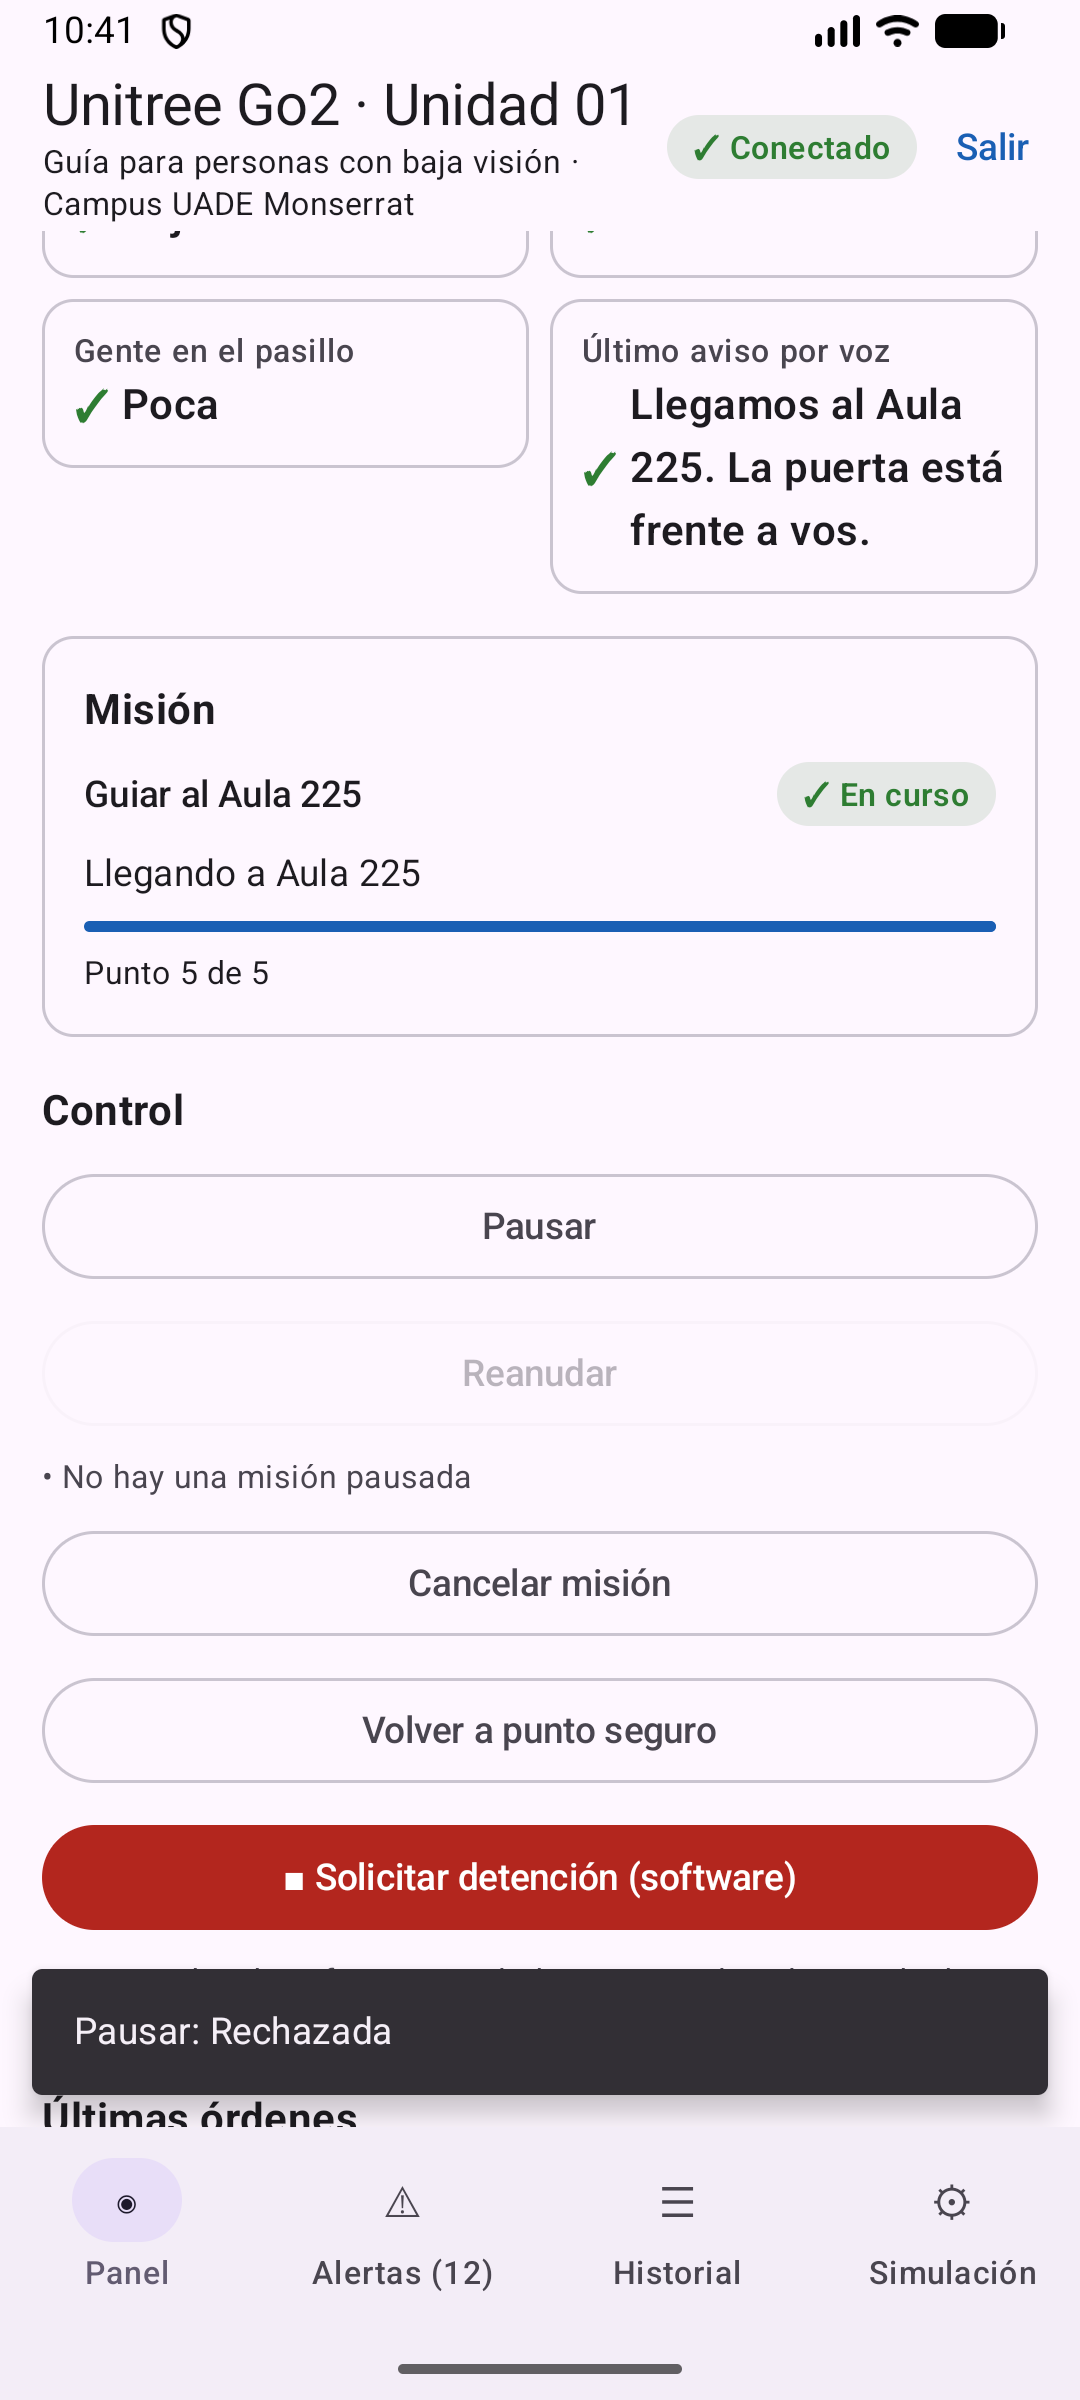 10:41
Unitree Go2 · Unidad 01
Guía para personas con baja visión ·
Campus UADE Monserrat
✓ Conectado
Salir
Gente en el pasillo
✓ Poca
Último aviso por voz
Llegamos al Aula
✓ 225. La puerta está
frente a vos.
Misión
Guiar al Aula 225
✓ En curso
Llegando a Aula 225
Punto 5 de 5
Control
Pausar
Reanudar
• No hay una misión pausada
Cancelar misión
Volver a punto seguro
■ Solicitar detención (software)
Pausar: Rechazada
Últimas órdenes
Panel
Alertas (12)
Historial
Simulación